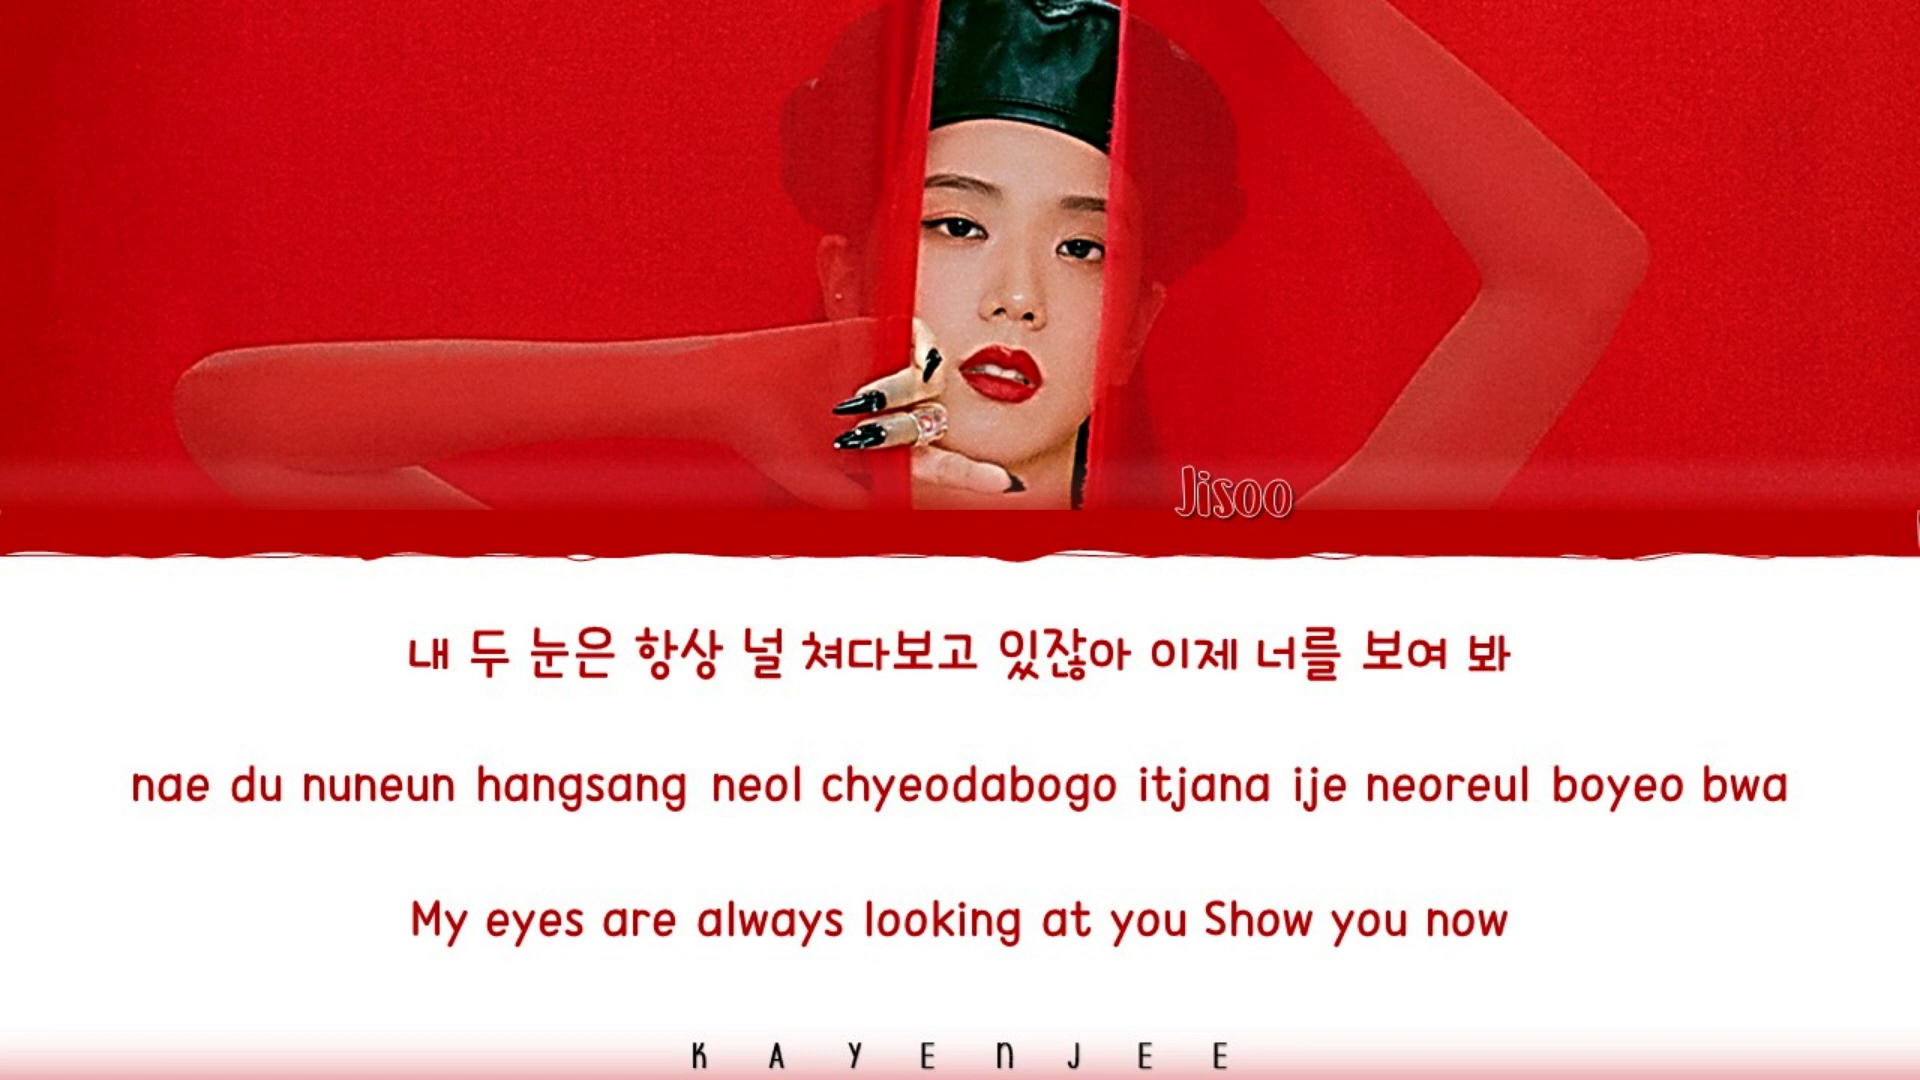 Jisoo
내 두 눈은 항상 널 쳐다보고 있잖아 이제 너를 보여 봐
nae du nuneun hangsang neol chyeodabogo itjana ije neoreul boyeo bwa
My eyes are always looking at you Show you now
KAYENJEE